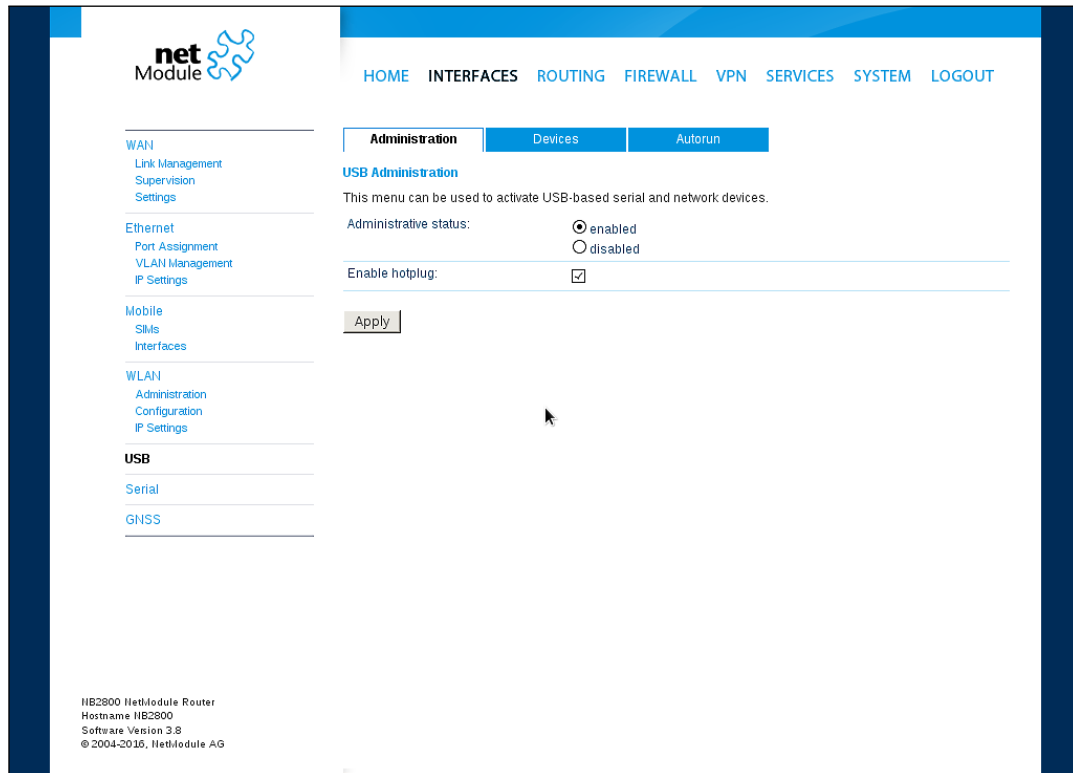 net
Module
HOME INTERFACES ROUTING FIREWALL VPN SERVICES SYSTEM LOGOUT
WAN
Link Management
Supervision
Settings
Ethernet
Port Assignment
VLAN Management
IP Settings
Mobile
SIMs
Interfaces
WLAN
Administration
Configuration
IP Settings
USB
Serial
GNSS
Administration Devices Autorun
USB Administration
This menu can be used to activate USB-based serial and network devices.
Administrative status: enabled
disabled
Enable hotplug:
Apply
NB2800 NetModule Router
Hostname NB2800
Software Version 3.8
© 2004-2016, NetModule AG